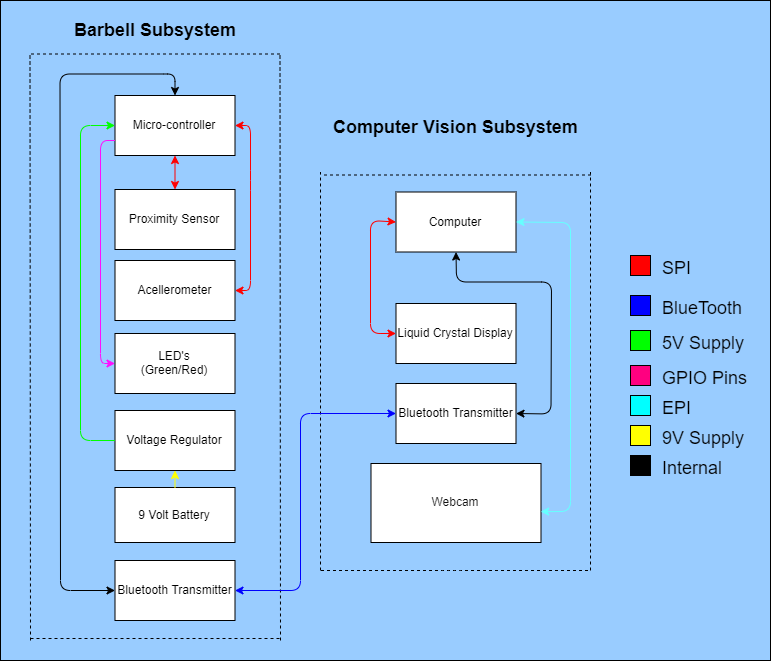 Barbell Subsystem
Micro-controller
Proximity Sensor
Acellerometer
LED's
(Green/Red)
Voltage Regulator
9 Volt Battery
Bluetooth Transmitter
Computer Vision Subsystem
Computer
Liquid Crystal Display
Bluetooth Transmitter
Webcam
SPI
BlueTooth
5V Supply
GPIO Pins
EPI
9V Supply
Internal